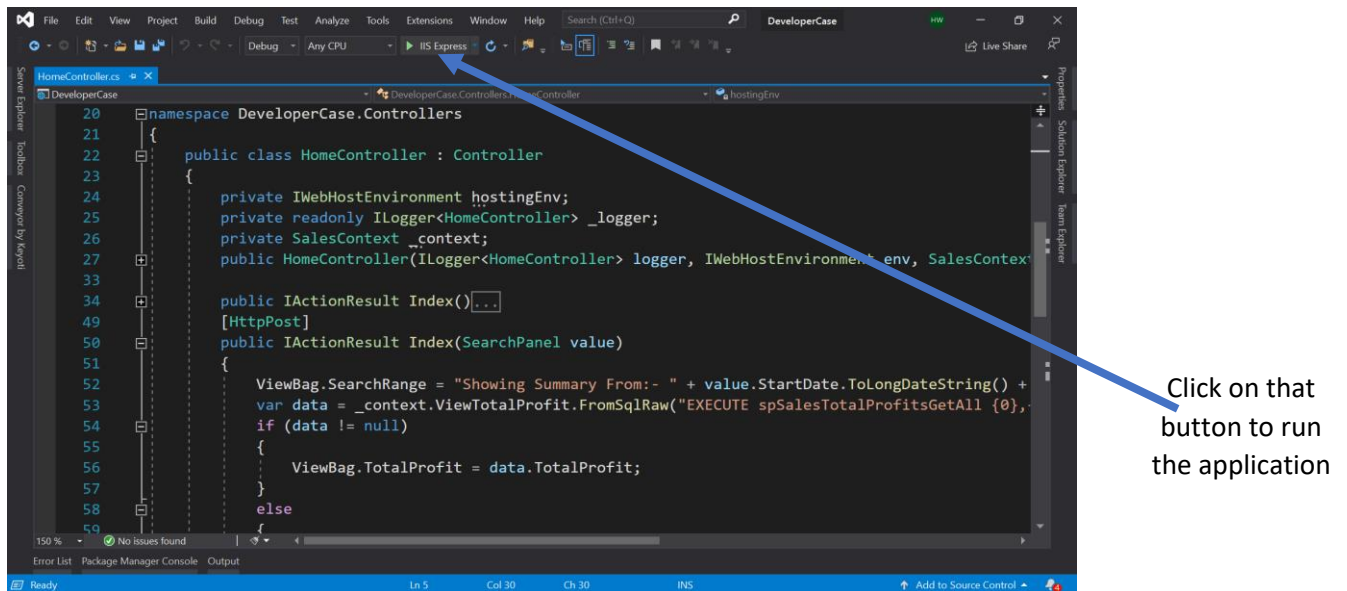 File Edit View Project Build Debug Test Analyze Tools Extensions Window Help Search (Ctrl+Q) DeveloperCase HW
Debug Any CPU IIS Express Live Share
HomeController.cs
DeveloperCase DeveloperCase.Controllers.HomeController hostingEnv
20 namespace DeveloperCase.Controllers
21 {
22 public class HomeController : Controller
23 {
24 private IWebHostEnvironment hostingEnv;
25 private readonly ILogger<HomeController> _logger;
26 private SalesContext _context;
27 public HomeController(ILogger<HomeController> logger, IWebHostEnvironment env, SalesContext
33
34 public IActionResult Index()...
49 [HttpPost]
50 public IActionResult Index(SearchPanel value)
51 {
52 ViewBag.SearchRange = "Showing Summary From:- " + value.StartDate.ToLongDateString() +
53 var data = _context.ViewTotalProfit.FromSqlRaw("EXECUTE spSalesTotalProfitsGetAll {0},
54 if (data != null)
55 {
56 ViewBag.TotalProfit = data.TotalProfit;
57 }
58 else
59 {
150 % No issues found
Error List Package Manager Console Output
Ready Ln 5 Col 30 Ch 30 INS Add to Source Control 4
Server Explorer
Toolbox
Conveyor by Keyoti
Properties
Solution Explorer
Team Explorer
Click on that
button to run
the application